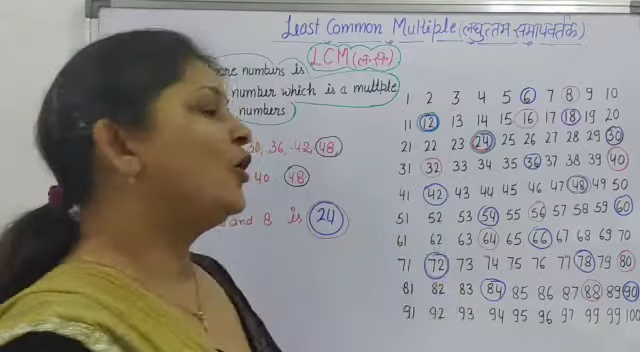 Least Common Multiple (लघुत्तम समापवर्तक)
LCM (ल॰स॰)
more numbers is
number which is a multiple
numbers.
30, 36, -42, 48,
40 -- 48
and 8 is 24
1 2 3 4 5 6 7 8 9 10
11 12 13 14 15 16 17 18 19 20
21 22 23 24 25 26 27 28 29 30
31 32 33 34 35 36 37 38 39 40
41 42 43 44 45 46 47 48 49 50
51 52 53 54 55 56 57 58 59 60
61 62 63 64 65 66 67 68 69 70
71 72 73 74 75 76 77 78 79 80
81 82 83 84 85 86 87 88 89 90
91 92 93 94 95 96 97 99 99 100